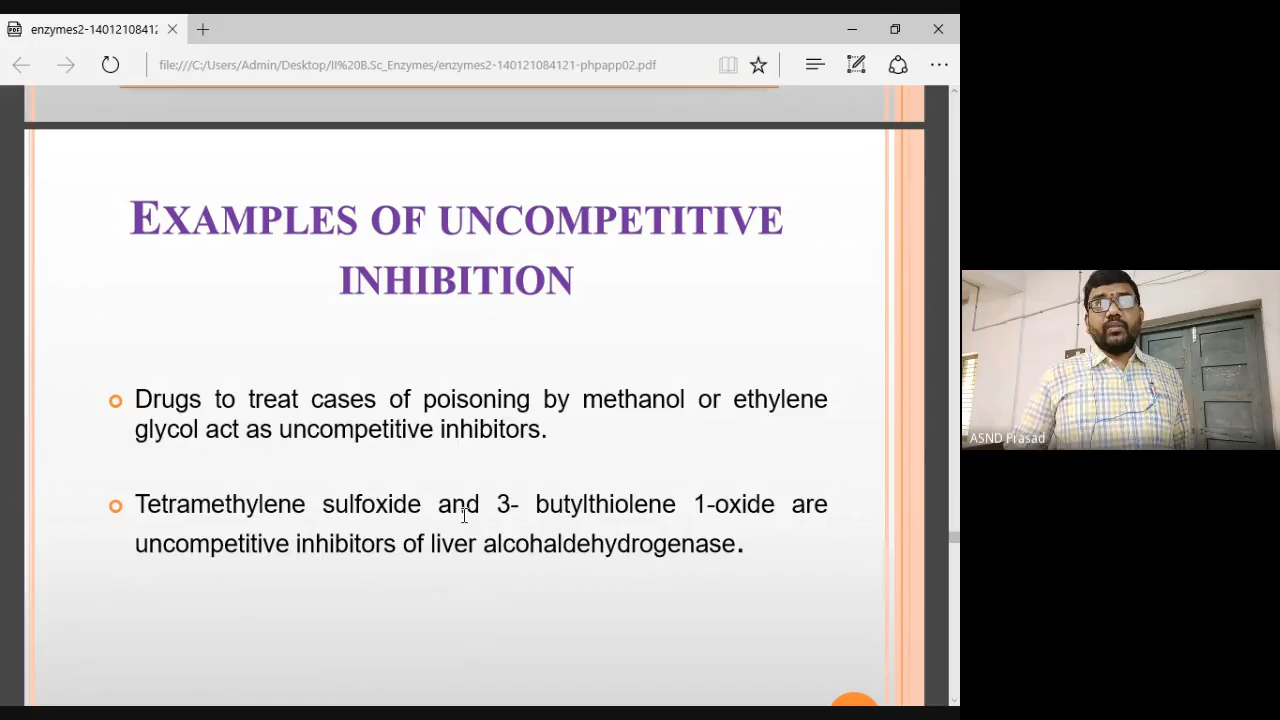 enzymes2-14012108412
file:///C:/Users/Admin/Desktop/II%20B.Sc_Enzymes/enzymes2-140121084121-phpapp02.pdf
EXAMPLES OF UNCOMPETITIVE
INHIBITION
Drugs to treat cases of poisoning by methanol or ethylene
glycol act as uncompetitive inhibitors.
Tetramethylene sulfoxide and 3- butylthiolene 1-oxide are
uncompetitive inhibitors of liver alcohaldehydrogenase.
ASND Prasad